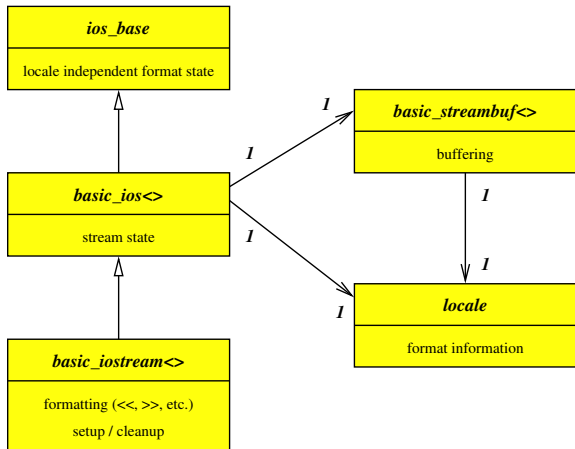 ios_base
locale independent format state
basic_ios<>
stream state
basic_iostream<>
formatting (<<, >>, etc.)
setup / cleanup
1
1
1
1
basic_streambuf<>
buffering
1
1
locale
format information